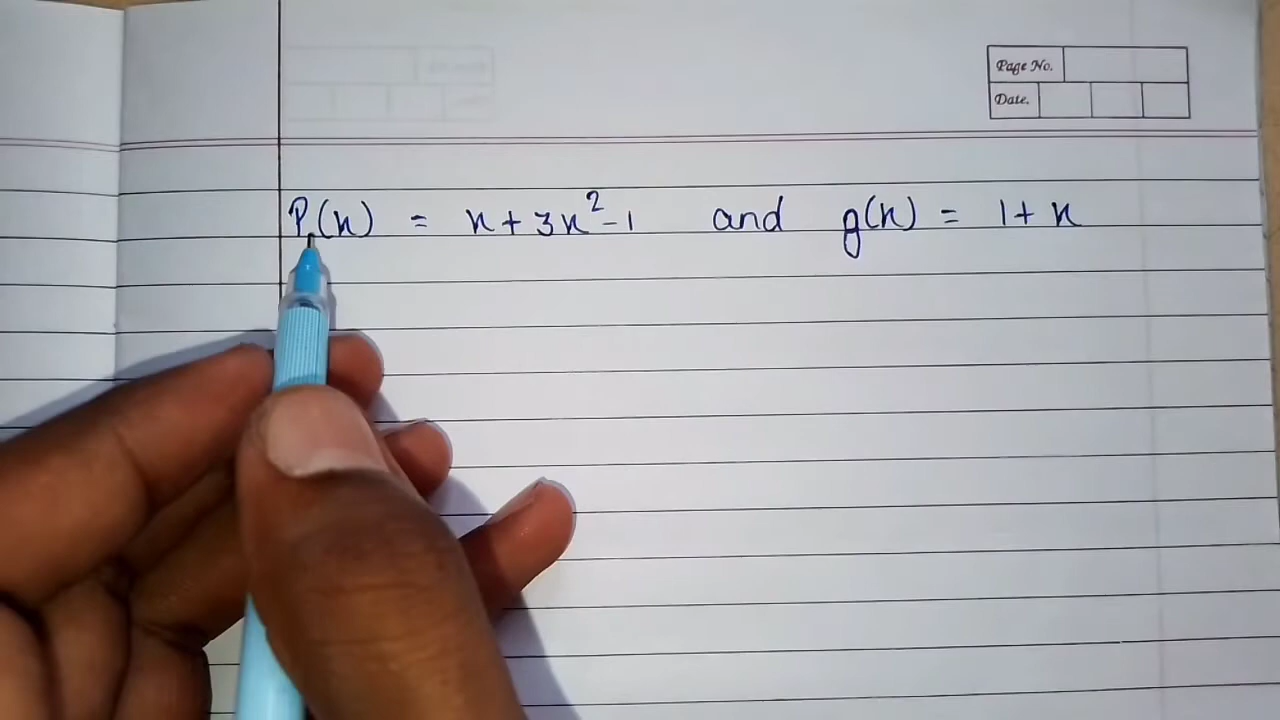 Page No.
Date.
P(x) = x + 3x² - 1 and g(x) = 1 + x